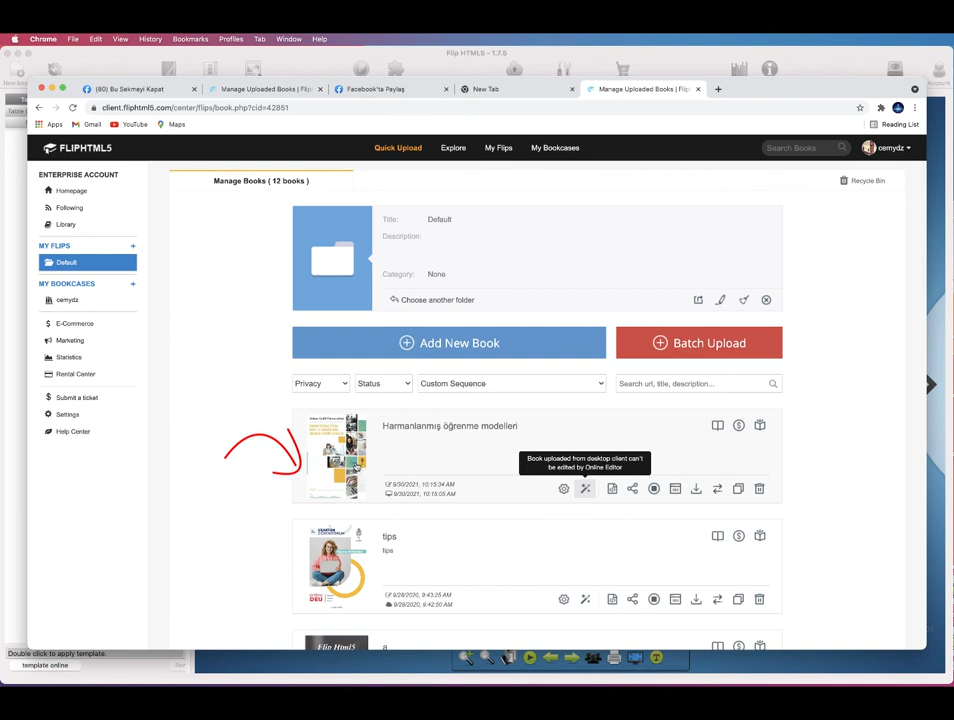 Chrome File Edit View History Bookmarks Profiles Tab Window Help
Flip HTML5 - 1.7.5
(80) Bu Sekmeyi Kapat
Manage Uploaded Books | Flip
Facebook'ta Paylaş
New Tab
Manage Uploaded Books | Flip
client.fliphtml5.com/center/flips/book.php?cid=42851
Apps Gmail YouTube Maps
Reading List
FLIPHTML5
Quick Upload Explore My Flips My Bookcases
Search Books
cemydz
ENTERPRISE ACCOUNT
Homepage
Following
Library
MY FLIPS +
Default
MY BOOKCASES +
cemydz
E-Commerce
Marketing
Statistics
Rental Center
Submit a ticket
Settings
Help Center
Manage Books ( 12 books )
Recycle Bin
Title: Default
Description:
Category: None
Choose another folder
Add New Book
Batch Upload
Privacy
Status
Custom Sequence
Search url, title, description...
Harmanlanmış öğrenme modelleri
Book uploaded from desktop client can't
be edited by Online Editor
9/30/2021, 10:15:34 AM
9/30/2021, 10:15:05 AM
tips
tips
9/28/2020, 9:43:25 AM
9/28/2020, 9:42:50 AM
DEU
Flip Html5
a
Double click to apply template.
template online